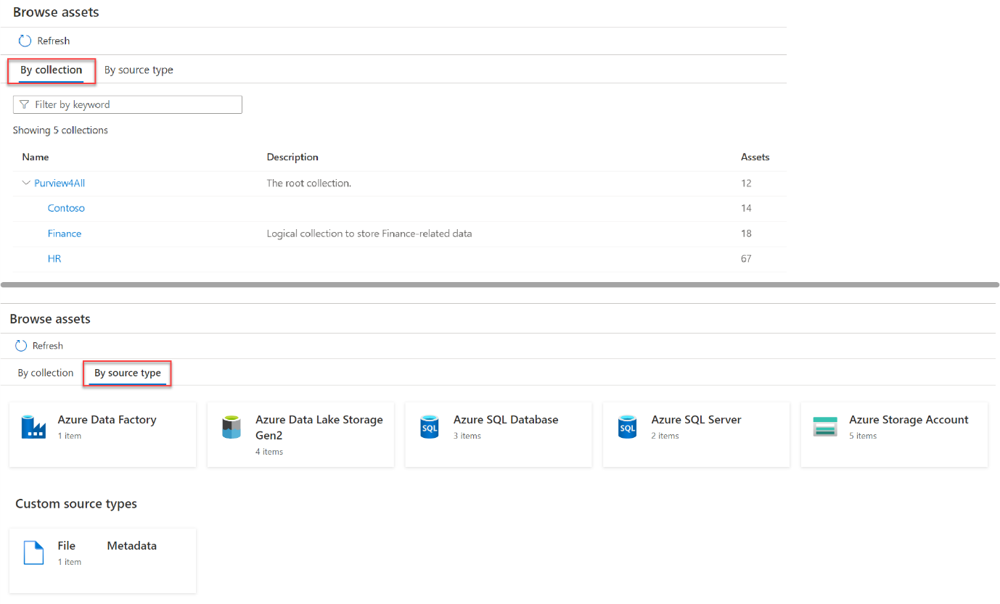 Browse assets
Refresh
By collection By source type
Filter by keyword
Showing 5 collections
Name Description Assets
Purview4All The root collection. 12
Contoso 14
Finance Logical collection to store Finance-related data 18
HR 67
Browse assets
Refresh
By collection By source type
Azure Data Factory
1 item
Azure Data Lake Storage
Gen2
4 items
SQL
Azure SQL Database
3 items
SQL
Azure SQL Server
2 items
Azure Storage Account
5 items
Custom source types
File Metadata
1 item